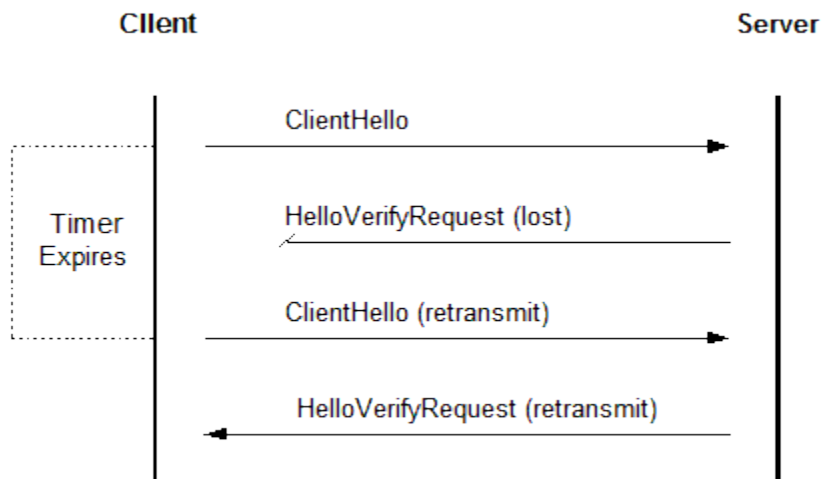 Client
Server
ClientHello
HelloVerifyRequest (lost)
Timer
Expires
ClientHello (retransmit)
HelloVerifyRequest (retransmit)